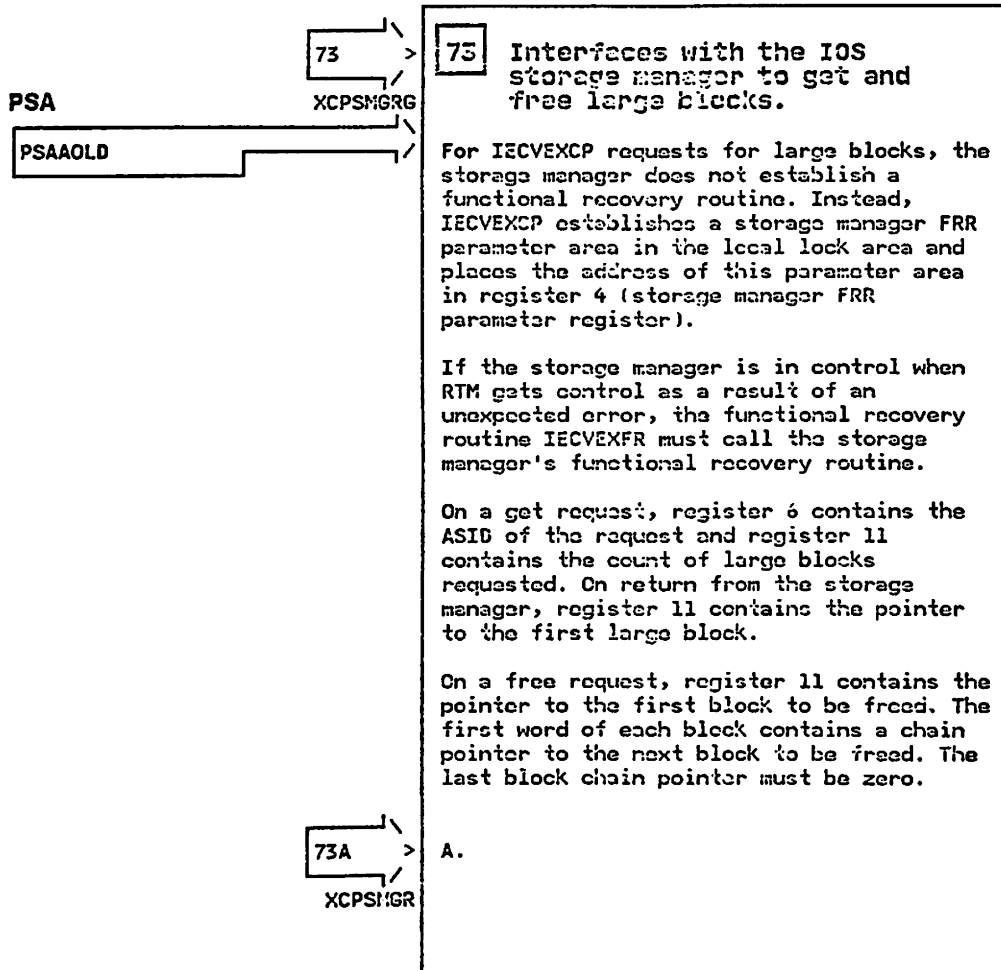 73
XCPSMGRG
PSA
PSAAOLD
73 Interfaces with the IOS
storage manager to get and
free large blocks.
For IECVEXCP requests for large blocks, the
storage manager does not establish a
functional recovery routine. Instead,
IECVEXCP establishes a storage manager FRR
parameter area in the local lock area and
places the address of this parameter area
in register 4 (storage manager FRR
parameter register).
If the storage manager is in control when
RTM gets control as a result of an
unexpected error, the functional recovery
routine IECVEXFR must call the storage
manager's functional recovery routine.
On a get request, register 6 contains the
ASID of the request and register 11
contains the count of large blocks
requested. On return from the storage
manager, register 11 contains the pointer
to the first large block.
On a free request, register 11 contains the
pointer to the first block to be freed. The
first word of each block contains a chain
pointer to the next block to be freed. The
last block chain pointer must be zero.
73A
A.
XCPSMGR